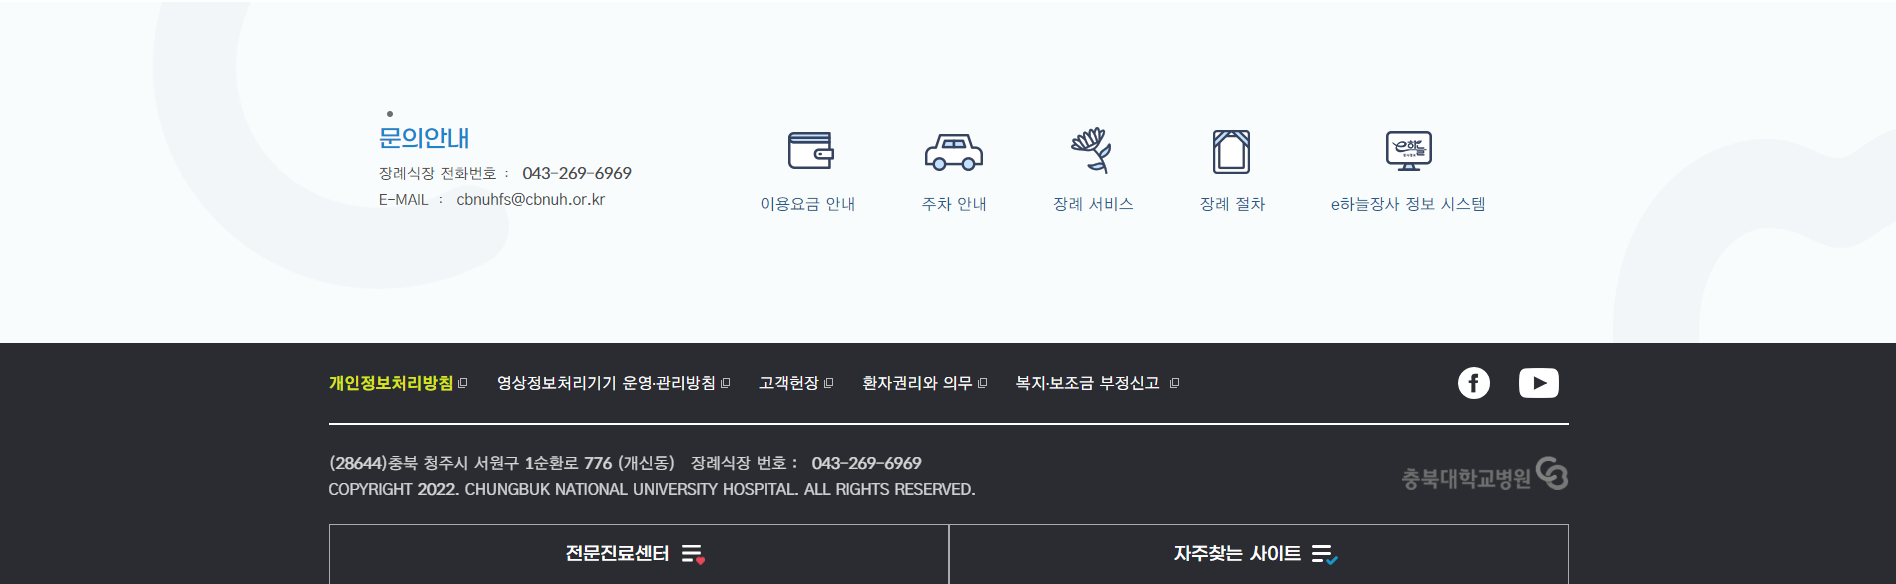 문의안내
장례식장 전화번호 : 043-269-6969
E-MAIL : cbnuhfs@cbnuh.or.kr
이용요금 안내
주차 안내
장례 서비스
장례 절차
e하늘
e하늘장사 정보 시스템
개인정보처리방침 영상정보처리기기 운영·관리방침 고객헌장 환자권리와 의무 복지·보조금 부정신고
(28644)충북 청주시 서원구 1순환로 776 (개신동) 장례식장 번호 : 043-269-6969
COPYRIGHT 2022. CHUNGBUK NATIONAL UNIVERSITY HOSPITAL. ALL RIGHTS RESERVED.
충북대학교병원
전문진료센터
자주찾는 사이트